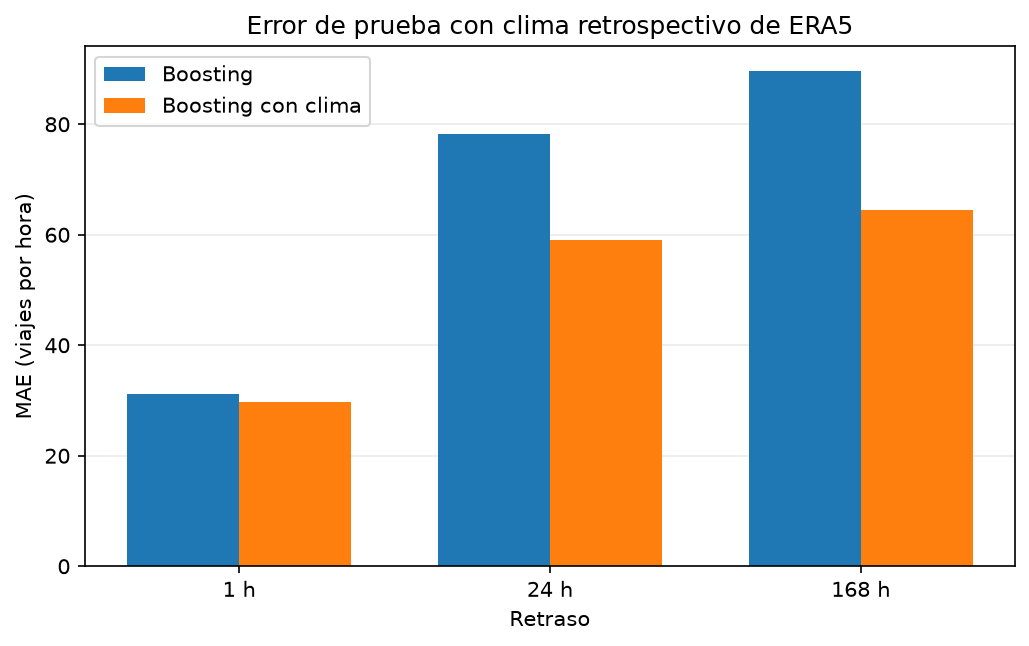 Error de prueba con clima retrospectivo de ERA5
Boosting
Boosting con clima
MAE (viajes por hora)
80
60
40
20
0
1 h
24 h
168 h
Retraso